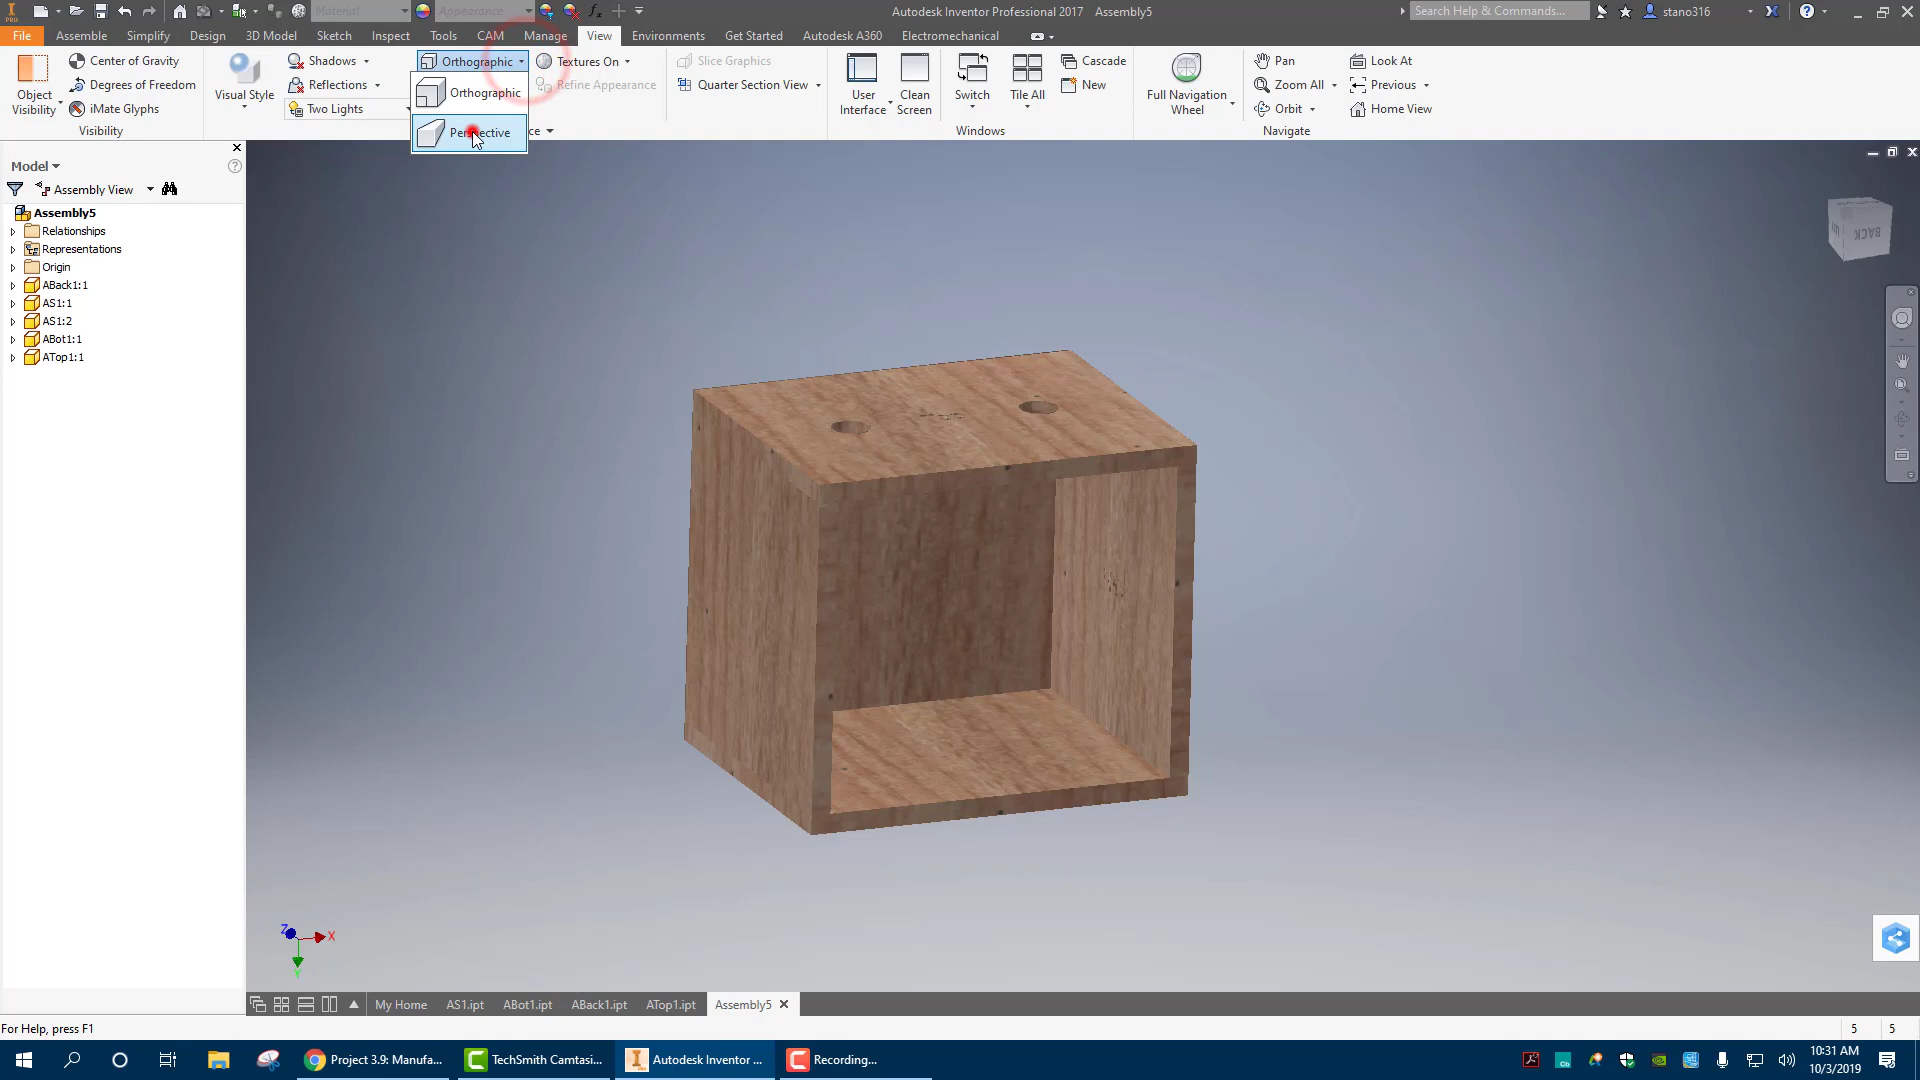 PRO
Material
Appearance
fx
Autodesk Inventor Professional 2017 Assembly5
Search Help & Commands...
stano316
File Assemble Simplify Design 3D Model Sketch Inspect Tools CAM Manage View Environments Get Started Autodesk A360 Electromechanical
Object Visibility
Center of Gravity
Degrees of Freedom
iMate Glyphs
Visibility
Visual Style
Shadows
Reflections
Two Lights
Orthographic
Orthographic
Perspective
Textures On
Refine Appearance
Slice Graphics
Quarter Section View
User Interface
Clean Screen
Switch
Tile All
Cascade
New
Windows
Full Navigation Wheel
Pan
Zoom All
Orbit
Look At
Previous
Home View
Navigate
Model
Assembly View
Assembly5
Relationships
Representations
Origin
ABack1:1
AS1:1
AS1:2
ABot1:1
ATop1:1
BACK
Z
X
Y
My Home AS1.ipt ABot1.ipt ABack1.ipt ATop1.ipt Assembly5
For Help, press F1
5 5
Project 3.9: Manufa...
TechSmith Camtasi...
Autodesk Inventor ...
Recording...
10:31 AM
10/3/2019